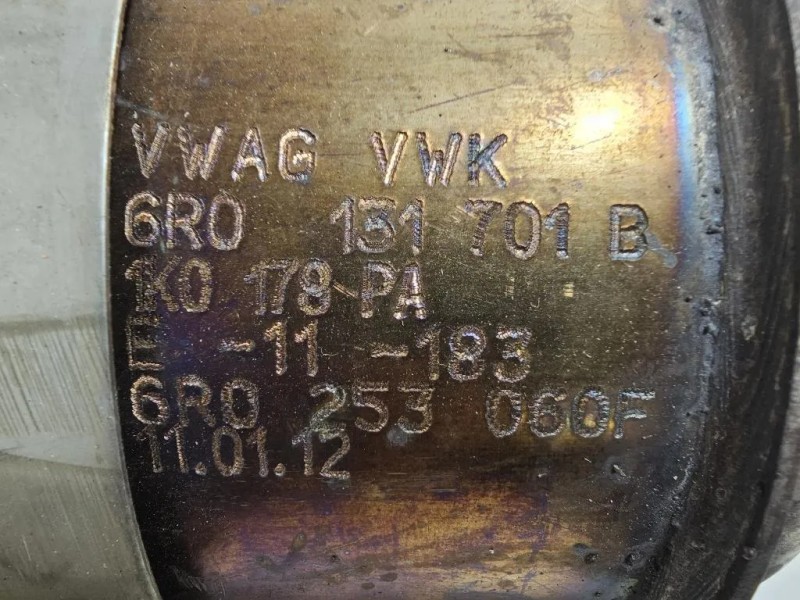 VWAG VWK
6R0 131 701 B
1K0 178 PA
E -11 -183
6R0 253 060F
11.01.12